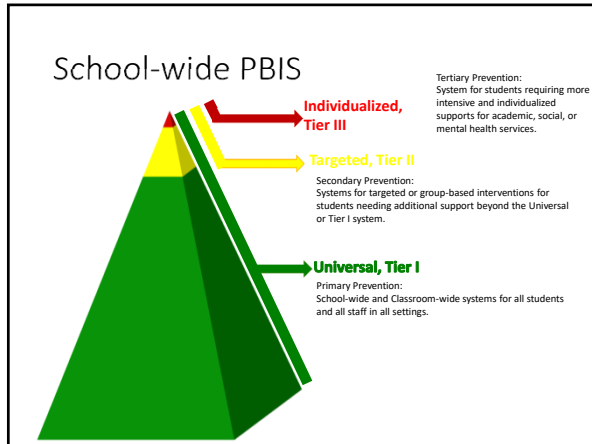 School-wide PBIS
Individualized,
Tier III
Tertiary Prevention:
System for students requiring more
intensive and individualized
supports for academic, social, or
mental health services.
Targeted, Tier II
Secondary Prevention:
Systems for targeted or group-based interventions for
students needing additional support beyond the Universal
or Tier I system.
Universal, Tier I
Primary Prevention:
School-wide and Classroom-wide systems for all students
and all staff in all settings.